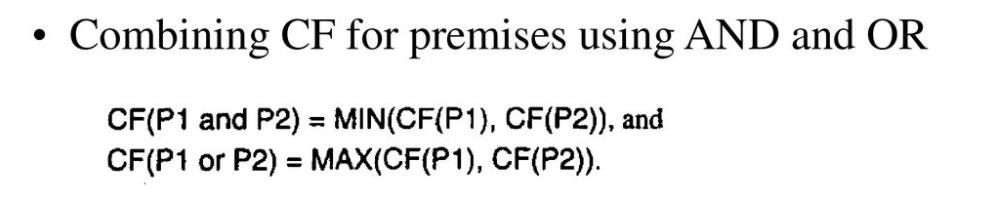 • Combining CF for premises using AND and OR
CF(P1 and P2) = MIN(CF(P1), CF(P2)), and
CF(P1 or P2) = MAX(CF(P1), CF(P2)).